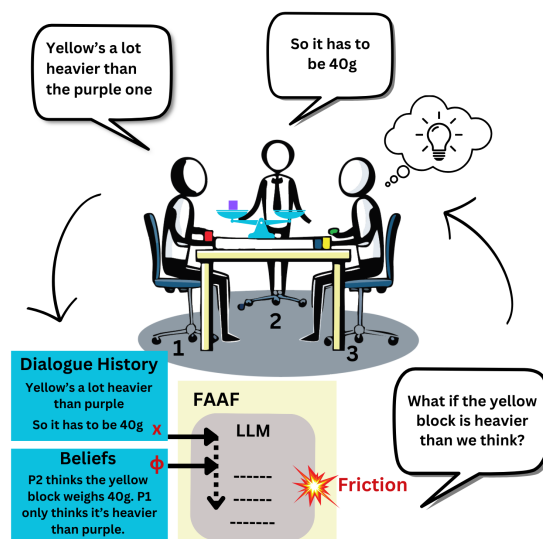 Yellow's a lot
heavier than
the purple one
So it has to
be 40g
1
2
3
Dialogue History
Yellow's a lot heavier
than purple
So it has to be 40g x
Beliefs
ϕ
P2 thinks the yellow
block weighs 40g. P1
only thinks it's heavier
than purple.
FAAF
LLM
Friction
What if the yellow
block is heavier
than we think?